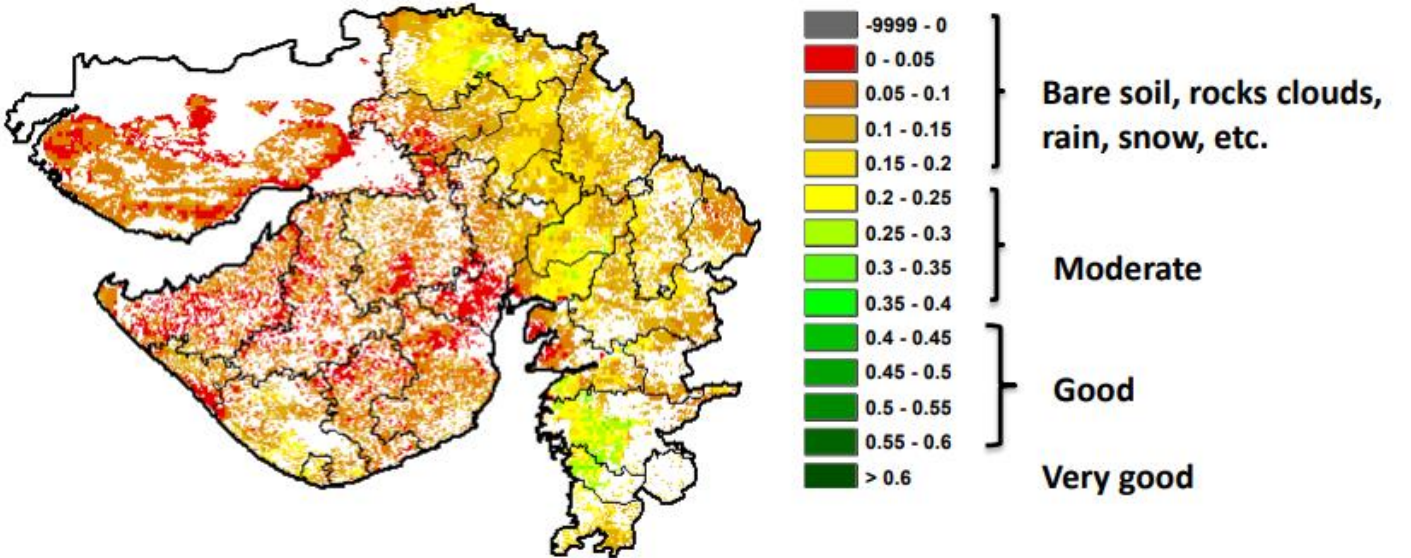 -9999 - 0
0 - 0.05
0.05 - 0.1
0.1 - 0.15
0.15 - 0.2
0.2 - 0.25
0.25 - 0.3
0.3 - 0.35
0.35 - 0.4
0.4 - 0.45
0.45 - 0.5
0.5 - 0.55
0.55 - 0.6
> 0.6
Bare soil, rocks clouds,
rain, snow, etc.
Moderate
Good
Very good